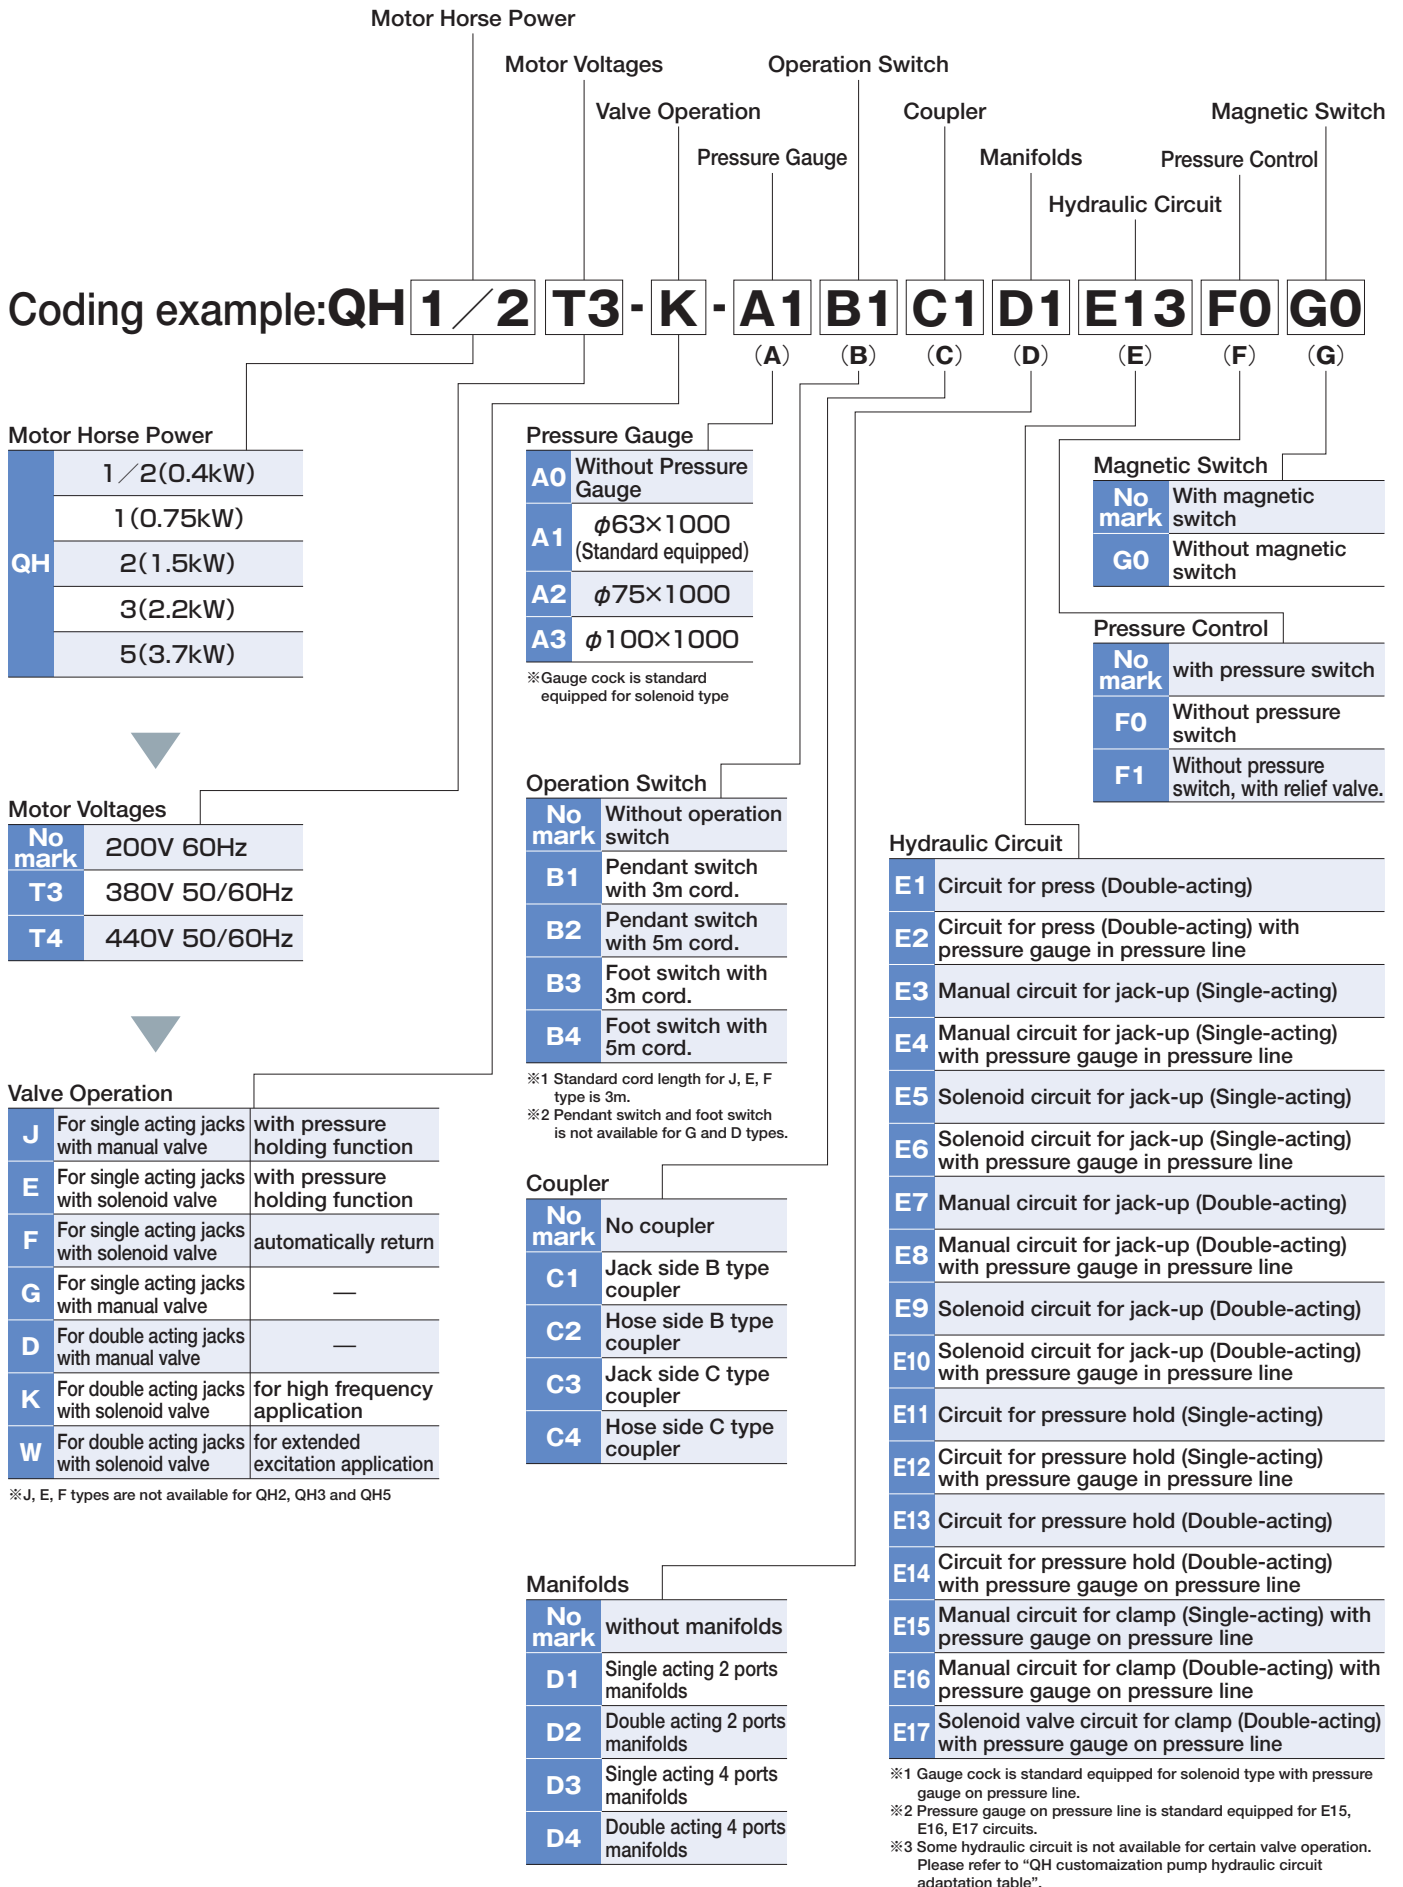 Motor Horse Power
Motor Voltages
Operation Switch
Valve Operation
Coupler
Magnetic Switch
Pressure Gauge
Manifolds
Pressure Control
Hydraulic Circuit
Coding example:QH 1/2 T3-K-A1 B1 C1 D1 E13 F0 G0
(A) (B) (C) (D) (E) (F) (G)
Motor Horse Power
QH
1/2(0.4kW)
1(0.75kW)
2(1.5kW)
3(2.2kW)
5(3.7kW)
Motor Voltages
No mark 200V 60Hz
T3 380V 50/60Hz
T4 440V 50/60Hz
Valve Operation
J For single acting jacks with manual valve with pressure holding function
E For single acting jacks with solenoid valve with pressure holding function
F For single acting jacks with solenoid valve automatically return
G For single acting jacks with manual valve —
D For double acting jacks with manual valve —
K For double acting jacks with solenoid valve for high frequency application
W For double acting jacks with solenoid valve for extended excitation application
※J, E, F types are not available for QH2, QH3 and QH5
Pressure Gauge
A0 Without Pressure Gauge
A1 φ63×1000 (Standard equipped)
A2 φ75×1000
A3 φ100×1000
※Gauge cock is standard
equipped for solenoid type
Operation Switch
No mark Without operation switch
B1 Pendant switch with 3m cord.
B2 Pendant switch with 5m cord.
B3 Foot switch with 3m cord.
B4 Foot switch with 5m cord.
※1 Standard cord length for J, E, F
type is 3m.
※2 Pendant switch and foot switch
is not available for G and D types.
Coupler
No mark No coupler
C1 Jack side B type coupler
C2 Hose side B type coupler
C3 Jack side C type coupler
C4 Hose side C type coupler
Manifolds
No mark without manifolds
D1 Single acting 2 ports manifolds
D2 Double acting 2 ports manifolds
D3 Single acting 4 ports manifolds
D4 Double acting 4 ports manifolds
Magnetic Switch
No mark With magnetic switch
G0 Without magnetic switch
Pressure Control
No mark with pressure switch
F0 Without pressure switch
F1 Without pressure switch, with relief valve.
Hydraulic Circuit
E1 Circuit for press (Double-acting)
E2 Circuit for press (Double-acting) with pressure gauge in pressure line
E3 Manual circuit for jack-up (Single-acting)
E4 Manual circuit for jack-up (Single-acting) with pressure gauge in pressure line
E5 Solenoid circuit for jack-up (Single-acting)
E6 Solenoid circuit for jack-up (Single-acting) with pressure gauge in pressure line
E7 Manual circuit for jack-up (Double-acting)
E8 Manual circuit for jack-up (Double-acting) with pressure gauge in pressure line
E9 Solenoid circuit for jack-up (Double-acting)
E10 Solenoid circuit for jack-up (Double-acting) with pressure gauge in pressure line
E11 Circuit for pressure hold (Single-acting)
E12 Circuit for pressure hold (Single-acting) with pressure gauge in pressure line
E13 Circuit for pressure hold (Double-acting)
E14 Circuit for pressure hold (Double-acting) with pressure gauge on pressure line
E15 Manual circuit for clamp (Single-acting) with pressure gauge on pressure line
E16 Manual circuit for clamp (Double-acting) with pressure gauge on pressure line
E17 Solenoid valve circuit for clamp (Double-acting) with pressure gauge on pressure line
※1 Gauge cock is standard equipped for solenoid type with pressure
gauge on pressure line.
※2 Pressure gauge on pressure line is standard equipped for E15,
E16, E17 circuits.
※3 Some hydraulic circuit is not available for certain valve operation.
Please refer to “QH customaization pump hydraulic circuit
adaptation table”.